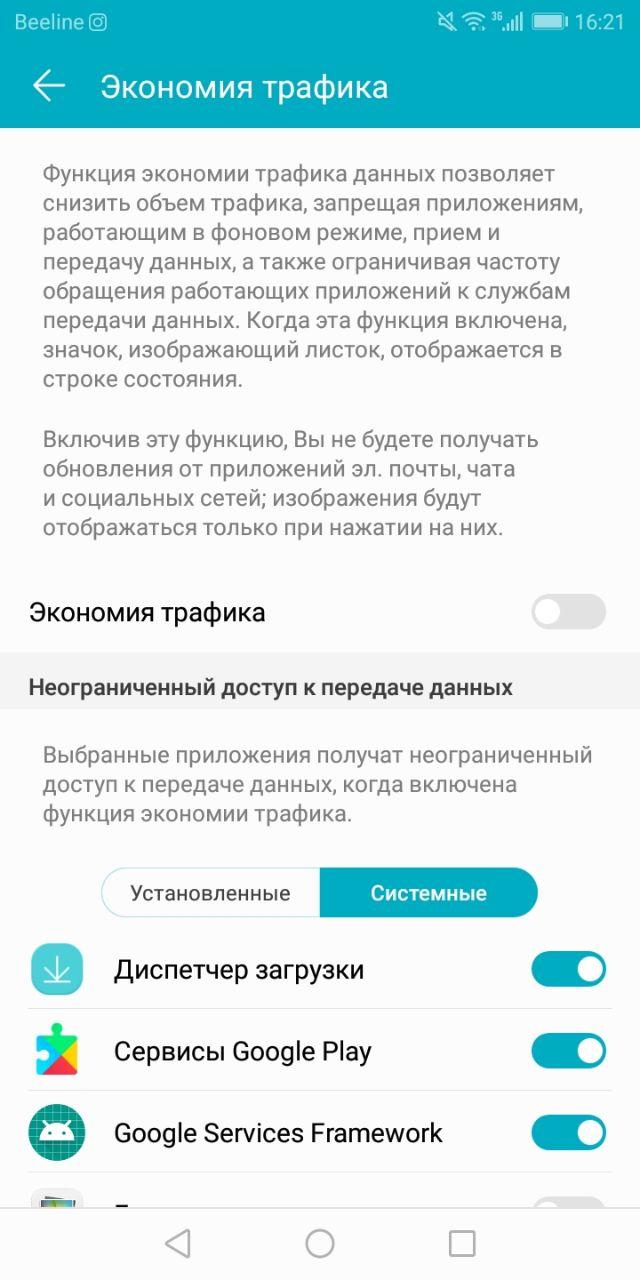 Beeline
3G
16:21
Экономия трафика
Функция экономии трафика данных позволяет
снизить объем трафика, запрещая приложениям,
работающим в фоновом режиме, прием и
передачу данных, а также ограничивая частоту
обращения работающих приложений к службам
передачи данных. Когда эта функция включена,
значок, изображающий листок, отображается в
строке состояния.
Включив эту функцию, Вы не будете получать
обновления от приложений эл. почты, чата
и социальных сетей; изображения будут
отображаться только при нажатии на них.
Экономия трафика
Неограниченный доступ к передаче данных
Выбранные приложения получат неограниченный
доступ к передаче данных, когда включена
функция экономии трафика.
Установленные
Системные
Диспетчер загрузки
Сервисы Google Play
Google Services Framework